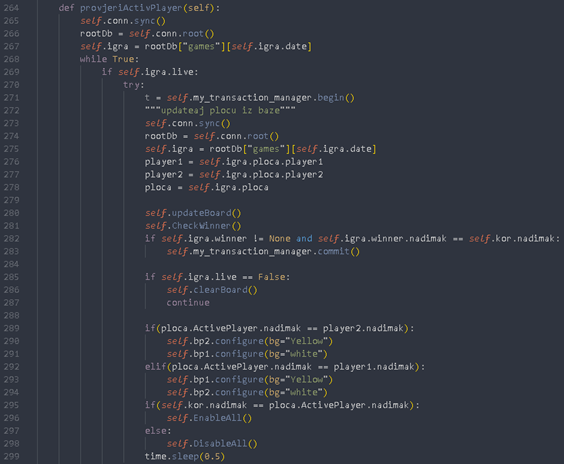 264 def provjeriActivPlayer(self):
265 self.conn.sync()
266 rootDb = self.conn.root()
267 self.igra = rootDb["games"][self.igra.date]
268 while True:
269 if self.igra.live:
270 try:
271 t = self.my_transaction_manager.begin()
272 """updateaj plocu iz baze"""
273 self.conn.sync()
274 rootDb = self.conn.root()
275 self.igra = rootDb["games"][self.igra.date]
276 player1 = self.igra.ploca.player1
277 player2 = self.igra.ploca.player2
278 ploca = self.igra.ploca
279
280 self.updateBoard()
281 self.CheckWinner()
282 if self.igra.winner != None and self.igra.winner.nadimak == self.kor.nadimak:
283 self.my_transaction_manager.commit()
284
285 if self.igra.live == False:
286 self.clearBoard()
287 continue
288
289 if(ploca.ActivePlayer.nadimak == player2.nadimak):
290 self.bp2.configure(bg="Yellow")
291 self.bp1.configure(bg="white")
292 elif(ploca.ActivePlayer.nadimak == player1.nadimak):
293 self.bp1.configure(bg="Yellow")
294 self.bp2.configure(bg="white")
295 if(self.kor.nadimak == ploca.ActivePlayer.nadimak):
296 self.EnableAll()
297 else:
298 self.DisableAll()
299 time.sleep(0.5)